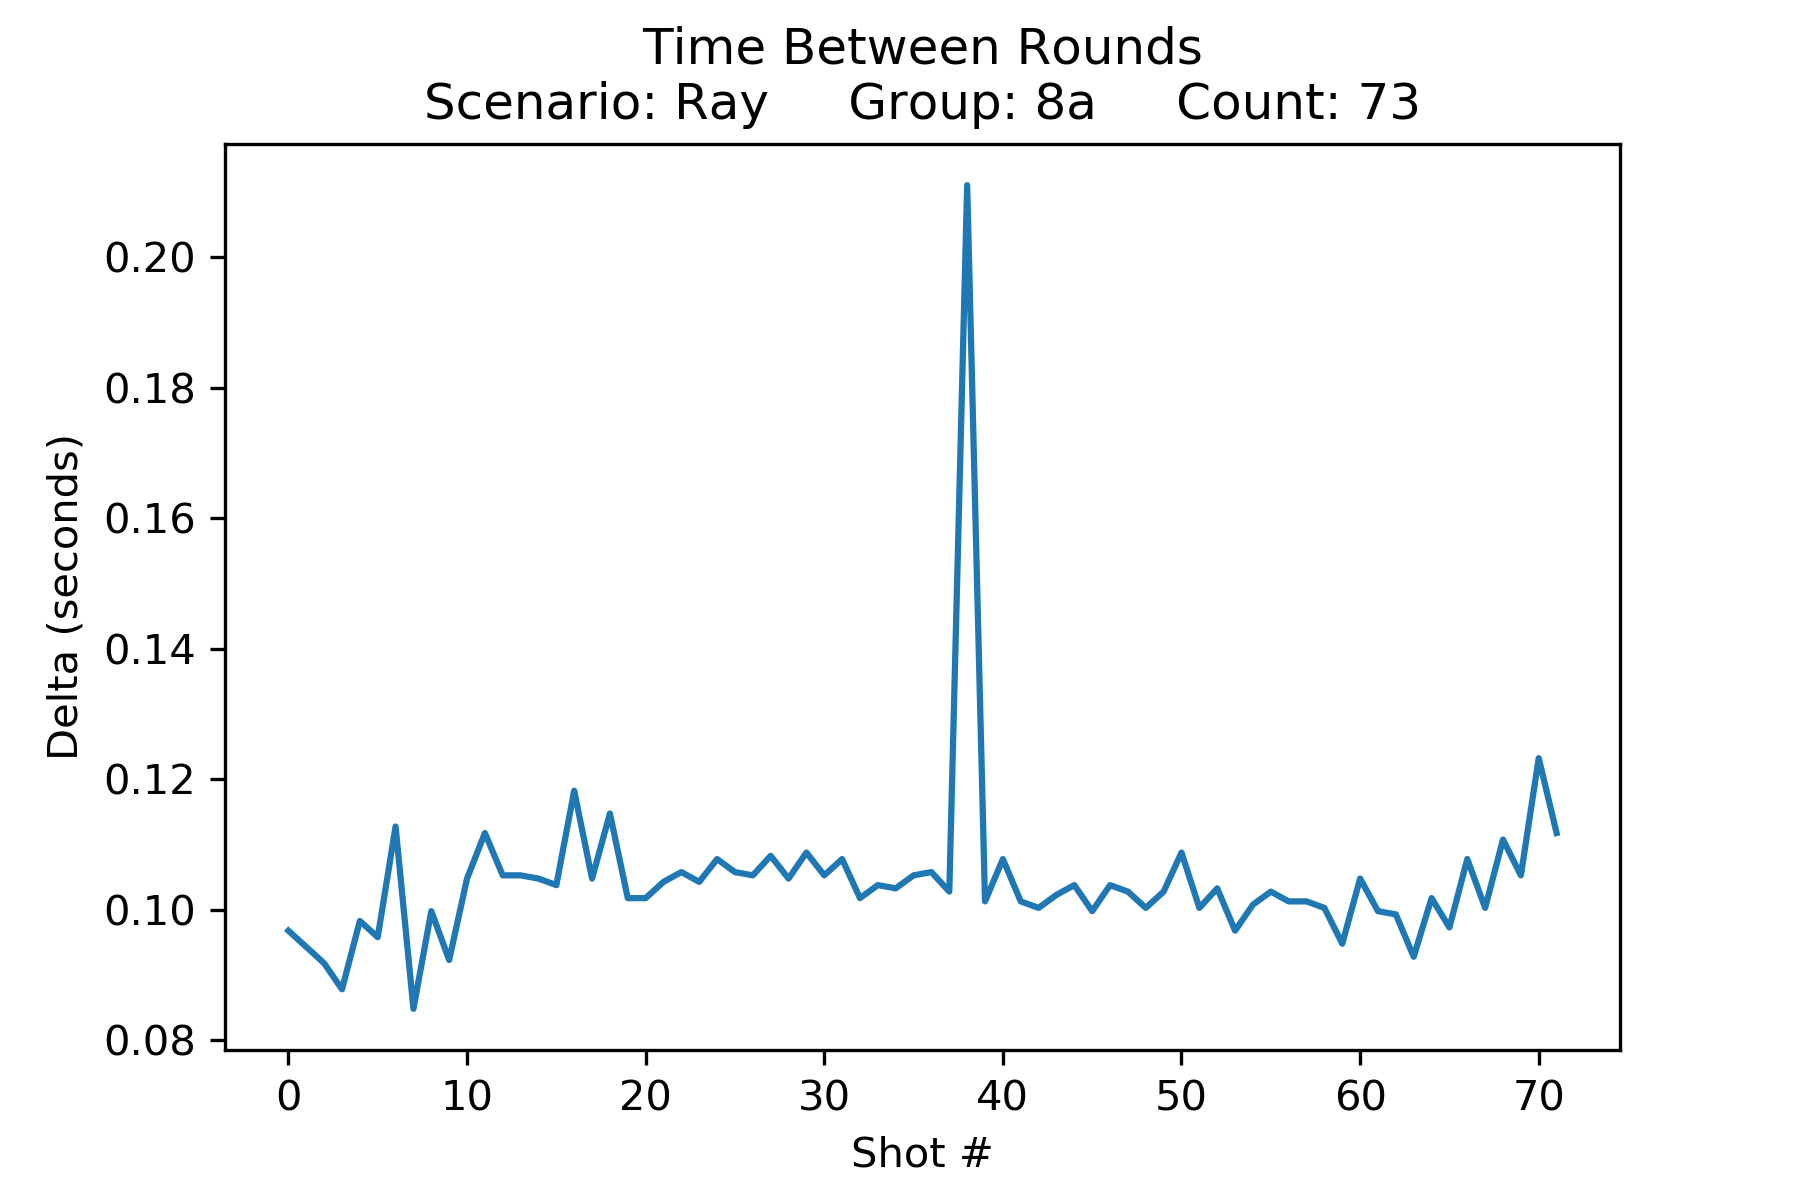 Time Between Rounds
Scenario: Ray     Group: 8a     Count: 73
0.20
0.18
0.16
0.14
0.12
0.10
0.08
Delta (seconds)
0 10 20 30 40 50 60 70
Shot #